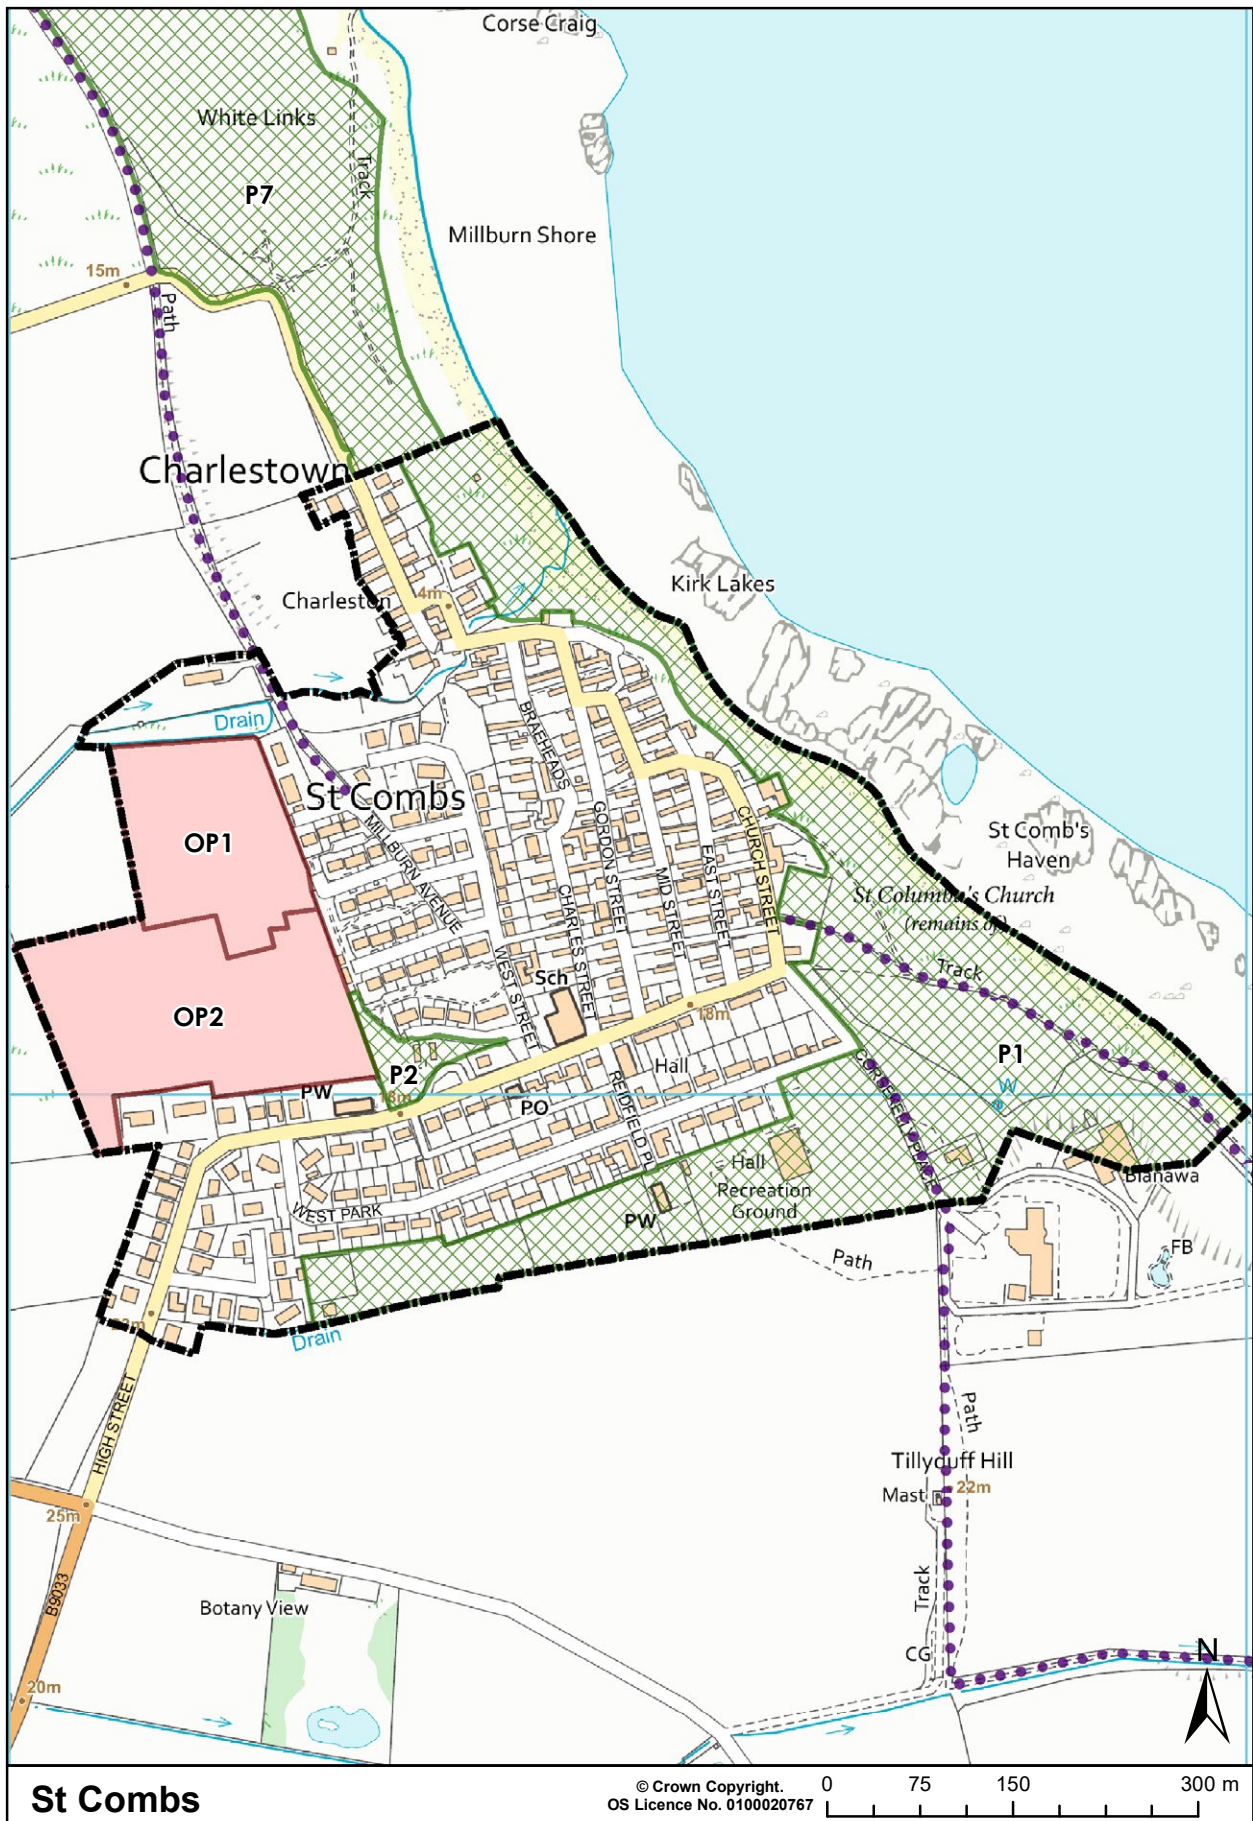 Corse Craig
White Links
Track
P7
Millburn Shore
15m
Path
Charlestown
Kirk Lakes
Charleston
4m
Drain
BRAEHEADS
St Combs
OP1
MILLBURN AVENUE
GORDON STREET
CHURCH STREET
EAST STREET
MID STREET
CHARLES STREET
WEST STREET
St Comb's
Haven
St Columba's Church
(remains of)
Track
Sch
OP2
18m
P1
Hall
P2
W
PW
18m
PO
REIDFIELD PL
Hall
Recreation
Ground
Blanawa
WEST PARK
PW
Path
FB
Drain
HIGH STREET
Path
Tillyduff Hill
Mast
22m
25m
B9033
Botany View
Track
CG
20m
N
St Combs
© Crown Copyright.
OS Licence No. 0100020767
0 75 150 300 m